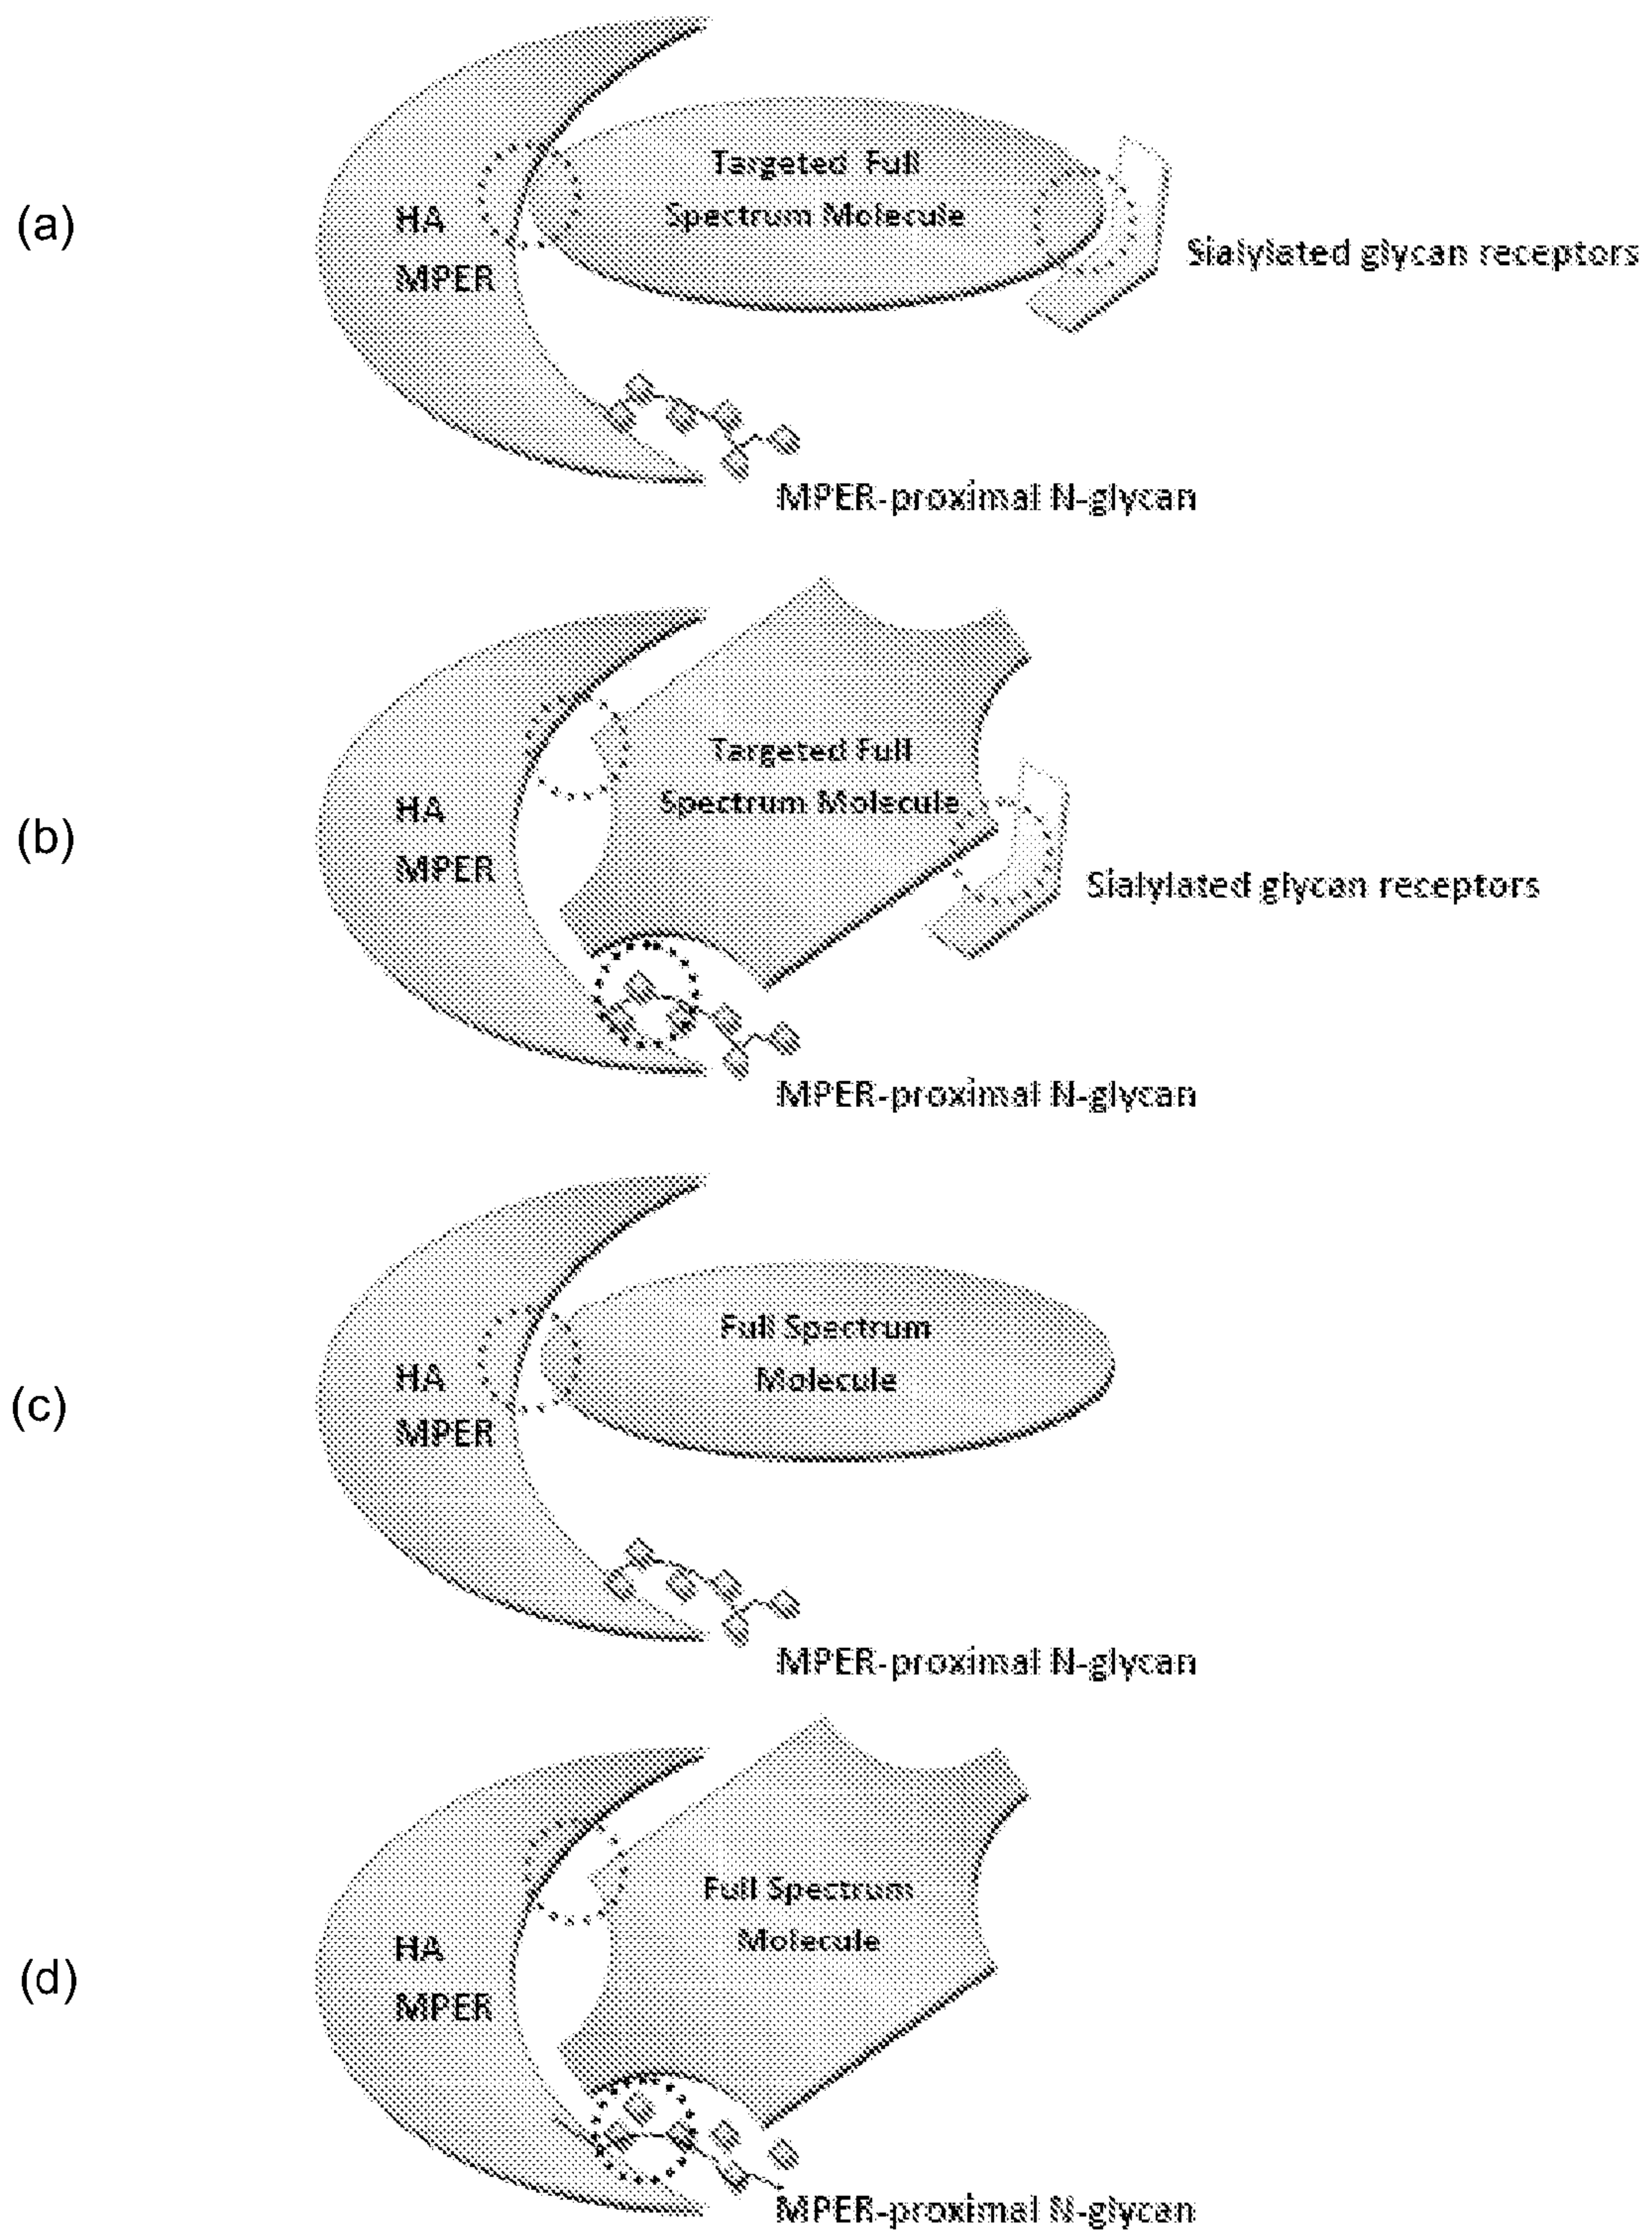 (a)
HA
MPER
Targeted Full
Spectrum Molecule
Sialylated glycan receptors
MPER-proximal N-glycan
(b)
HA
MPER
Targeted Full
Spectrum Molecule
Sialylated glycan receptors
MPER-proximal N-glycan
(c)
HA
MPER
Full Spectrum
Molecule
MPER-proximal N-glycan
(d)
HA
MPER
Full Spectrum
Molecule
MPER-proximal N-glycan